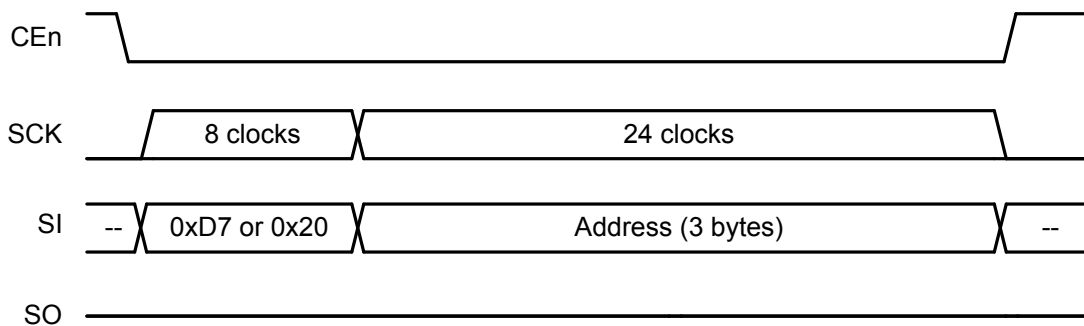 CEn
SCK 8 clocks 24 clocks
SI -- 0xD7 or 0x20 Address (3 bytes) --
SO